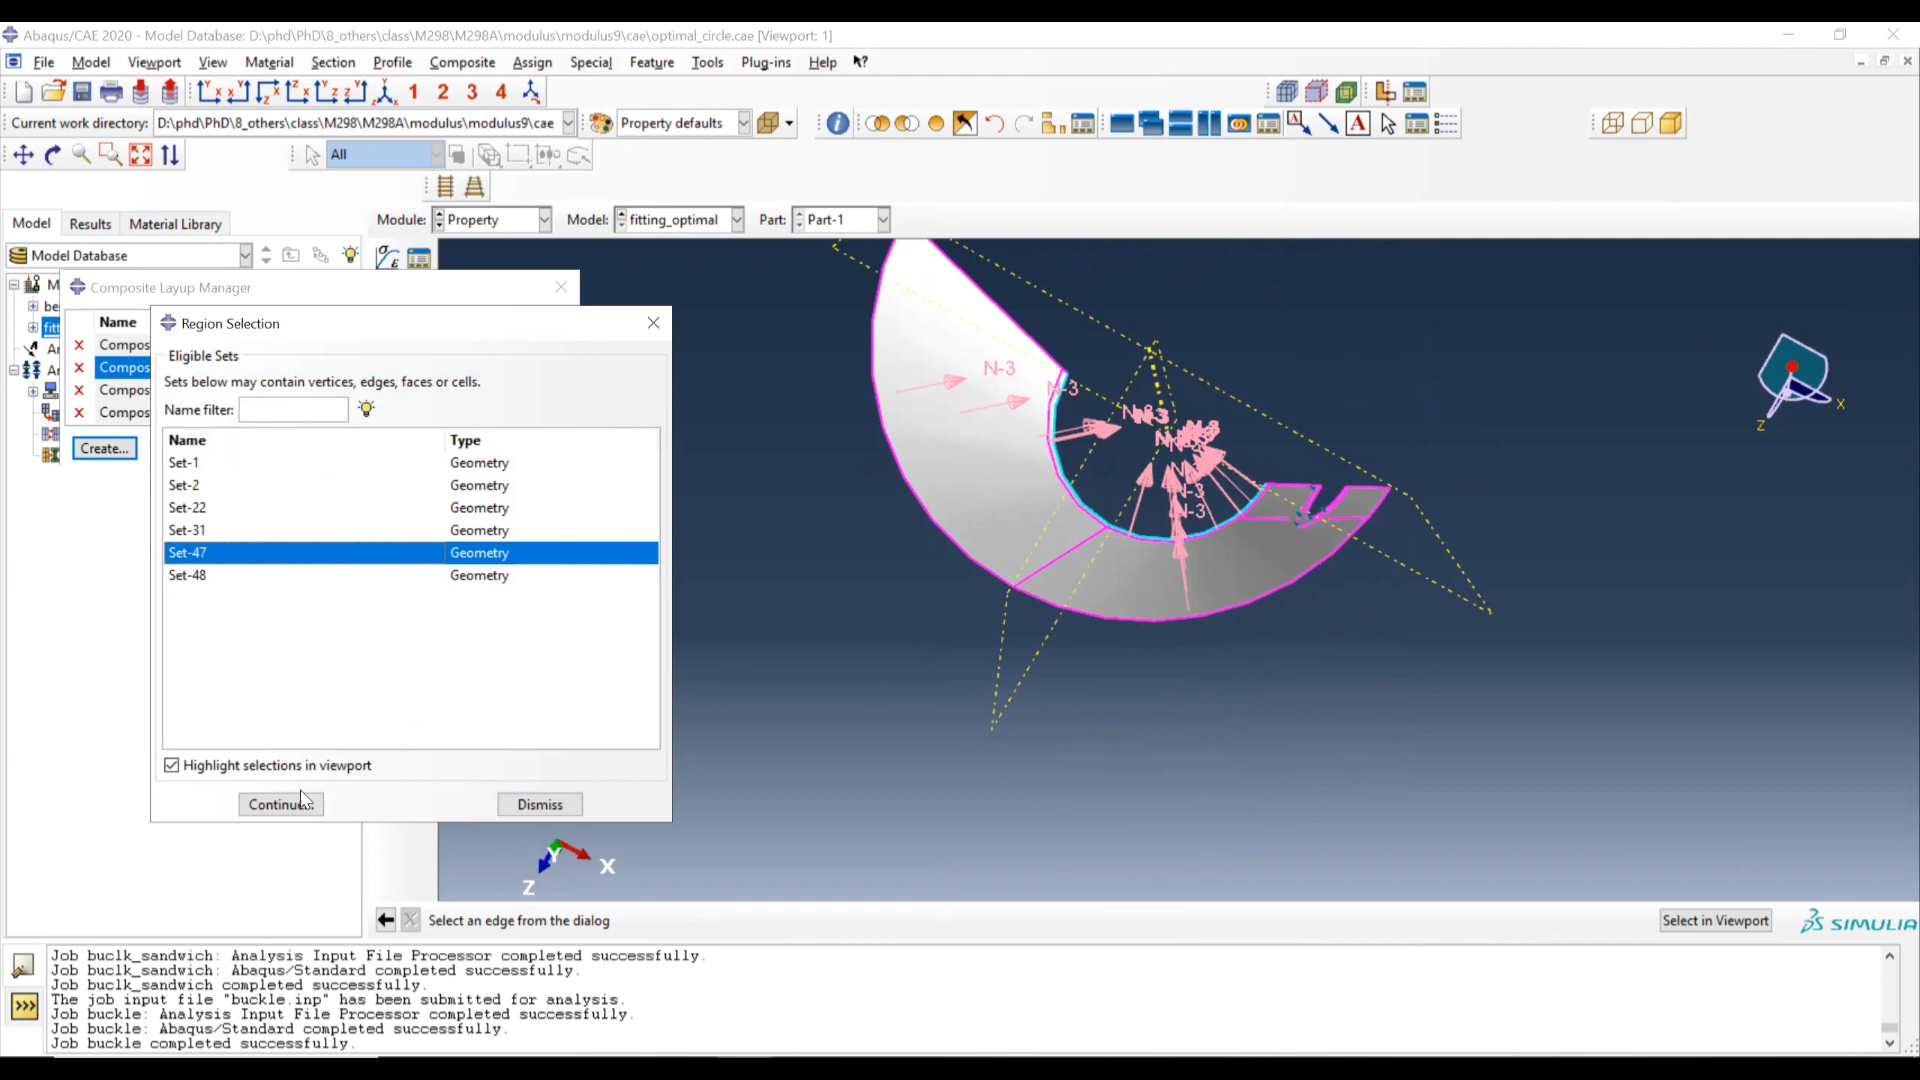 Abaqus/CAE 2020 - Model Database: D:\phd\PhD\8_others\class\M298\M298A\modulus\modulus9\cae\optimal_circle.cae [Viewport: 1]
File Model Viewport View Material Section Profile Composite Assign Special Feature Tools Plug-ins Help
1 2 3 4
Current work directory: D:\phd\PhD\8_others\class\M298\M298A\modulus\modulus9\cae
Property defaults
All
Model Results Material Library
Module: Property Model: fitting_optimal Part: Part-1
Model Database
Composite Layup Manager
Name
Compos
Compos
Compos
Compos
Create...
Region Selection
Eligible Sets
Sets below may contain vertices, edges, faces or cells.
Name filter:
Name Type
Set-1 Geometry
Set-2 Geometry
Set-22 Geometry
Set-31 Geometry
Set-47 Geometry
Set-48 Geometry
Highlight selections in viewport
Dismiss
N-3
N-3
N-3
X
Z
Y
X
Z
Select an edge from the dialog
Select in Viewport
SIMULIA
Job buclk_sandwich: Analysis Input File Processor completed successfully.
Job buclk_sandwich: Abaqus/Standard completed successfully.
Job buclk_sandwich completed successfully.
The job input file "buckle.inp" has been submitted for analysis.
Job buckle: Analysis Input File Processor completed successfully.
Job buckle: Abaqus/Standard completed successfully.
Job buckle completed successfully.